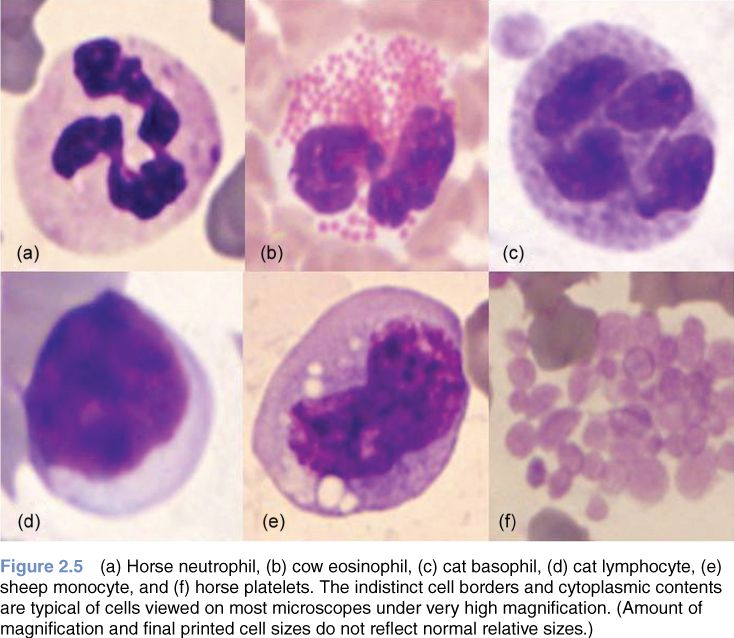 (a)
(b)
(c)
(d)
(e)
(f)
Figure 2.5 (a) Horse neutrophil, (b) cow eosinophil, (c) cat basophil, (d) cat lymphocyte, (e)
sheep monocyte, and (f) horse platelets. The indistinct cell borders and cytoplasmic contents
are typical of cells viewed on most microscopes under very high magnification. (Amount of
magnification and final printed cell sizes do not reflect normal relative sizes.)